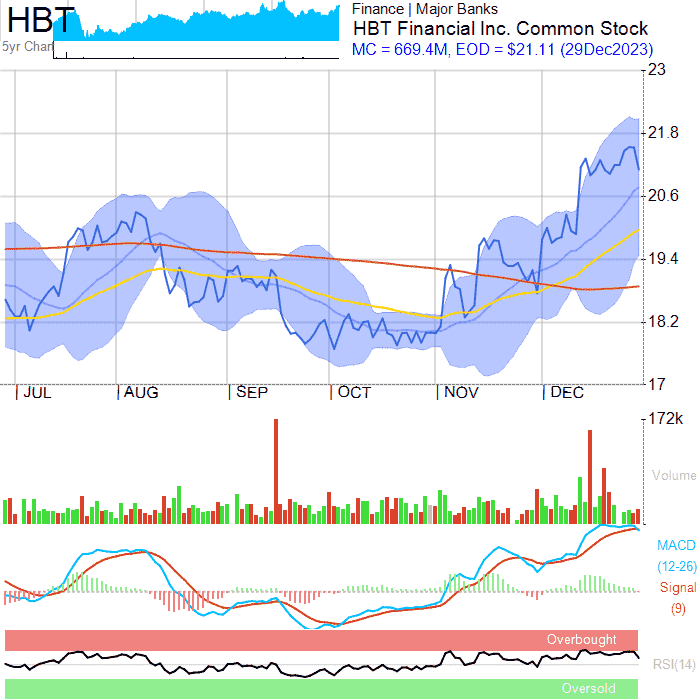 HBT
5yr Chart
Finance | Major Banks
HBT Financial Inc. Common Stock
MC = 669.4M, EOD = $21.11 (29Dec2023)
23
21.8
20.6
19.4
18.2
17
JUL AUG SEP OCT NOV DEC
172k
Volume
MACD
(12-26)
Signal
(9)
Overbought
RSI(14)
Oversold